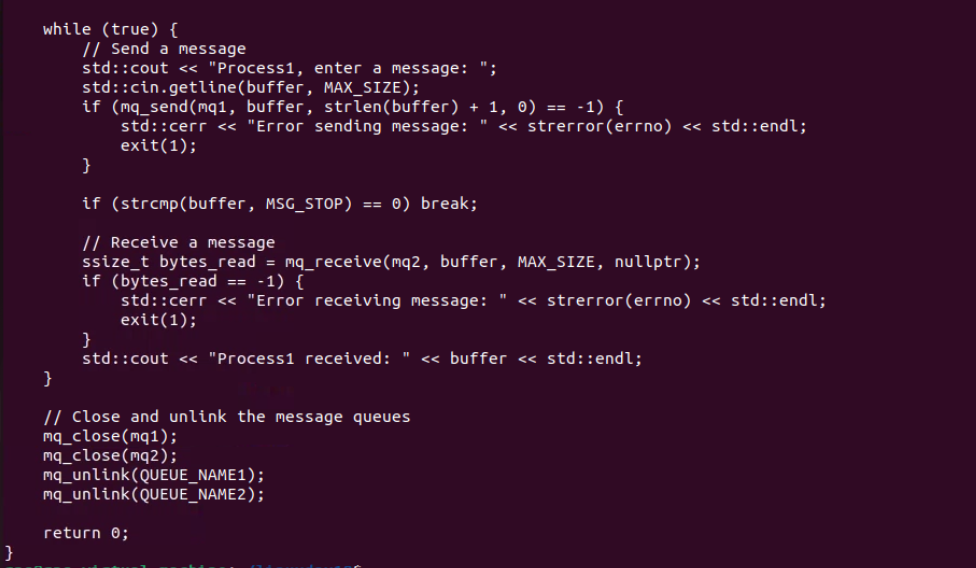 while (true) {
// Send a message
std::cout << "Process1, enter a message: ";
std::cin.getline(buffer, MAX_SIZE);
if (mq_send(mq1, buffer, strlen(buffer) + 1, 0) == -1) {
std::cerr << "Error sending message: " << strerror(errno) << std::endl;
exit(1);
}
if (strcmp(buffer, MSG_STOP) == 0) break;
// Receive a message
ssize_t bytes_read = mq_receive(mq2, buffer, MAX_SIZE, nullptr);
if (bytes_read == -1) {
std::cerr << "Error receiving message: " << strerror(errno) << std::endl;
exit(1);
}
std::cout << "Process1 received: " << buffer << std::endl;
}
// Close and unlink the message queues
mq_close(mq1);
mq_close(mq2);
mq_unlink(QUEUE_NAME1);
mq_unlink(QUEUE_NAME2);
return 0;
}